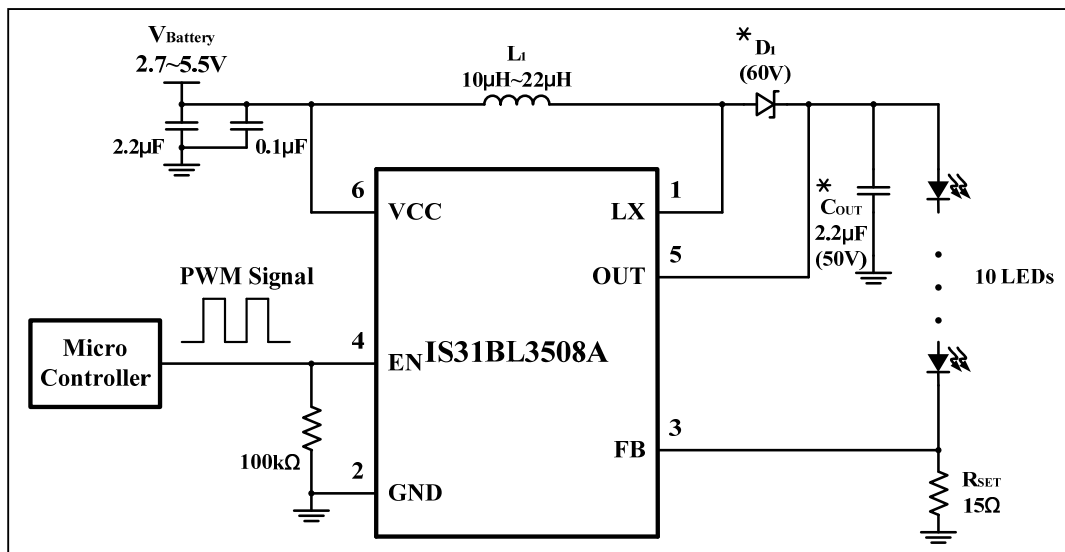 VBattery
2.7~5.5V
L1
10µH~22µH
*D1
(60V)
2.2µF
0.1µF
6
VCC
1
LX
*COUT
2.2µF
(50V)
5
OUT
10 LEDs
PWM Signal
Micro
Controller
4
EN
IS31BL3508A
3
FB
100kΩ
2
GND
RSET
15Ω